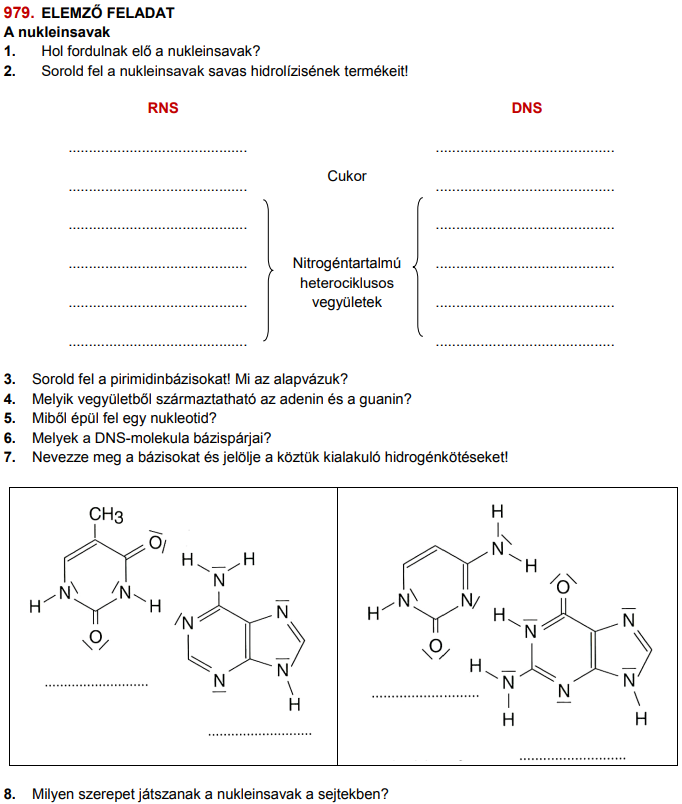 979. ELEMZŐ FELADAT
A nukleinsavak
1. Hol fordulnak elő a nukleinsavak?
2. Sorold fel a nukleinsavak savas hidrolízisének termékeit!
RNS DNS
.............................................. ..............................................
Cukor
.............................................. ..............................................
.............................................. ..............................................
Nitrogéntartalmú
.............................................. ..............................................
heterociklusos
vegyületek
.............................................. ..............................................
.............................................. ..............................................
3. Sorold fel a pirimidinbázisokat! Mi az alapvázuk?
4. Melyik vegyületből származtatható az adenin és a guanin?
5. Miből épül fel egy nukleotid?
6. Melyek a DNS-molekula bázispárjai?
7. Nevezze meg a bázisokat és jelölje a köztük kialakuló hidrogénkötéseket!
CH3
O
H H
N
H N N H
O
N N
N N
H
..........................
..........................
H
N
H
H N N
O
O
H N N
H N
H
N N
H
..........................
..........................
8. Milyen szerepet játszanak a nukleinsavak a sejtekben?